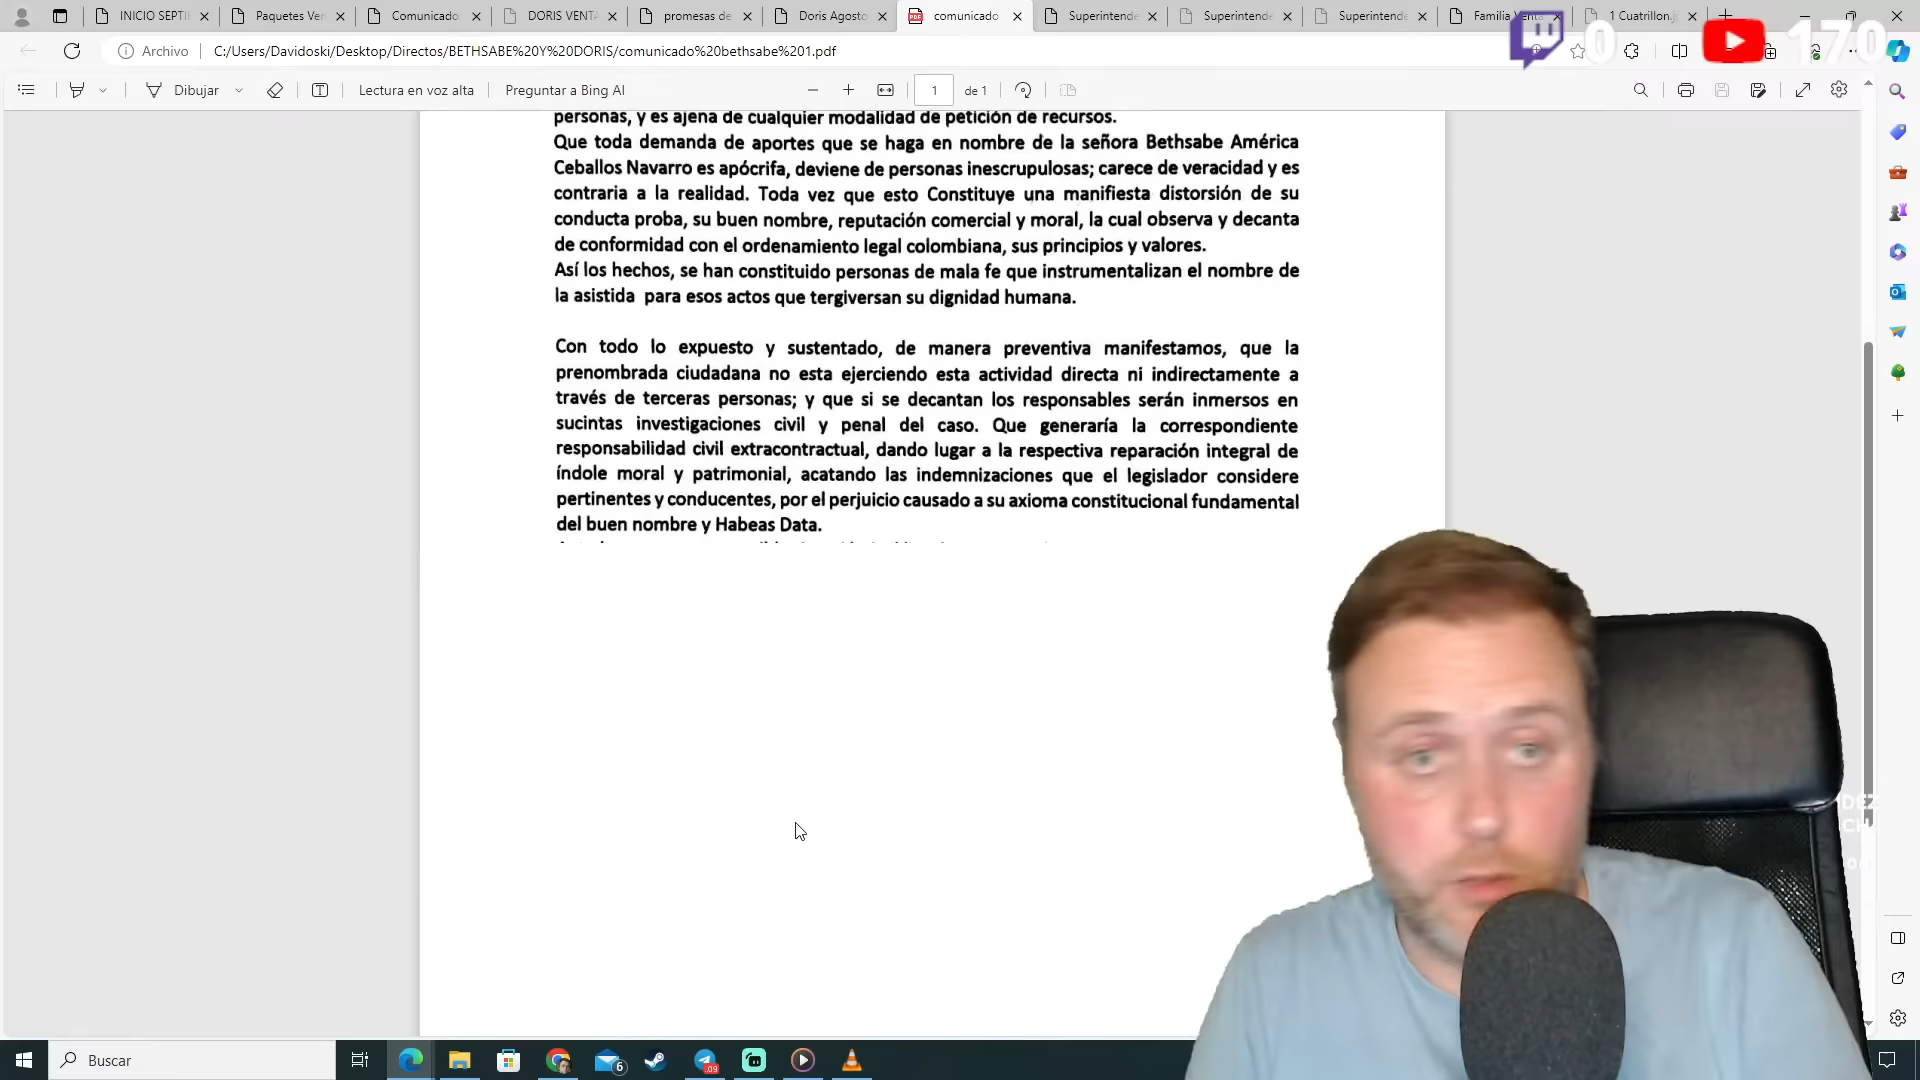 INICIO SEPTIE
Paquetes Ven
Comunicado
DORIS VENTA
promesas de
Doris Agosto
comunicado
Superintende
Superintende
Superintende
Familia Venta
1 Cuatrillon.j
Archivo
C:/Users/Davidoski/Desktop/Directos/BETHSABE%20Y%20DORIS/comunicado%20bethsabe%201.pdf
0
170
Dibujar
Lectura en voz alta
Preguntar a Bing AI
1
de 1
personas, y es ajena de cualquier modalidad de petición de recursos.
Que toda demanda de aportes que se haga en nombre de la señora Bethsabe América
Ceballos Navarro es apócrifa, deviene de personas inescrupulosas; carece de veracidad y es
contraria a la realidad. Toda vez que esto Constituye una manifiesta distorsión de su
conducta proba, su buen nombre, reputación comercial y moral, la cual observa y decanta
de conformidad con el ordenamiento legal colombiana, sus principios y valores.
Así los hechos, se han constituido personas de mala fe que instrumentalizan el nombre de
la asistida para esos actos que tergiversan su dignidad humana.
Con todo lo expuesto y sustentado, de manera preventiva manifestamos, que la
prenombrada ciudadana no esta ejerciendo esta actividad directa ni indirectamente a
través de terceras personas; y que si se decantan los responsables serán inmersos en
sucintas investigaciones civil y penal del caso. Que generaría la correspondiente
responsabilidad civil extracontractual, dando lugar a la respectiva reparación integral de
índole moral y patrimonial, acatando las indemnizaciones que el legislador considere
pertinentes y conducentes, por el perjuicio causado a su axioma constitucional fundamental
del buen nombre y Habeas Data.
DEZ
CH
Buscar
6
.09